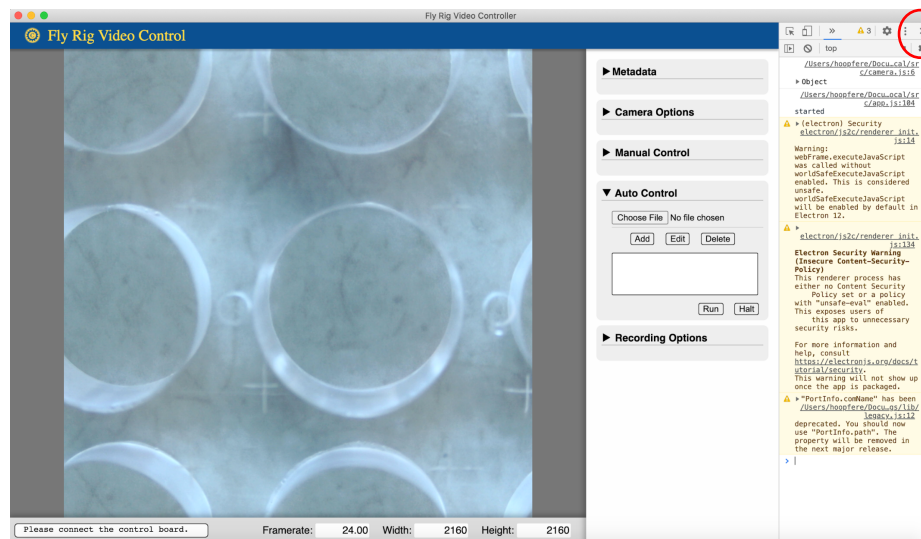 Fly Rig Video Controller
Fly Rig Video Control
▶Metadata
▶ Camera Options
▶ Manual Control
▼ Auto Control
Choose File No file chosen
Add Edit Delete
Run Halt
▶ Recording Options
Please connect the control board.
Framerate: 24.00 Width: 2160 Height: 2160
» 3
top
/Users/hoopfere/Docu…cal/sr
c/camera.js:6
▶Object
/Users/hoopfere/Docu…ocal/sr
c/app.js:104
started
▶(electron) Security
electron/js2c/renderer_init.
js:14
Warning:
webFrame.executeJavaScript
was called without
worldSafeExecuteJavaScript
enabled. This is considered
unsafe.
worldSafeExecuteJavaScript
will be enabled by default in
Electron 12.
▶
electron/js2c/renderer_init.
js:134
Electron Security Warning
(Insecure Content-Security-
Policy)
This renderer process has
either no Content Security
Policy set or a policy
with "unsafe-eval" enabled.
This exposes users of
this app to unnecessary
security risks.
For more information and
help, consult
https://electronjs.org/docs/t
utorial/security.
This warning will not show up
once the app is packaged.
▶"PortInfo.comName" has been
/Users/hoopfere/Docu…gs/lib/
legacy.js:12
deprecated. You should now
use "PortInfo.path". The
property will be removed in
the next major release.
>